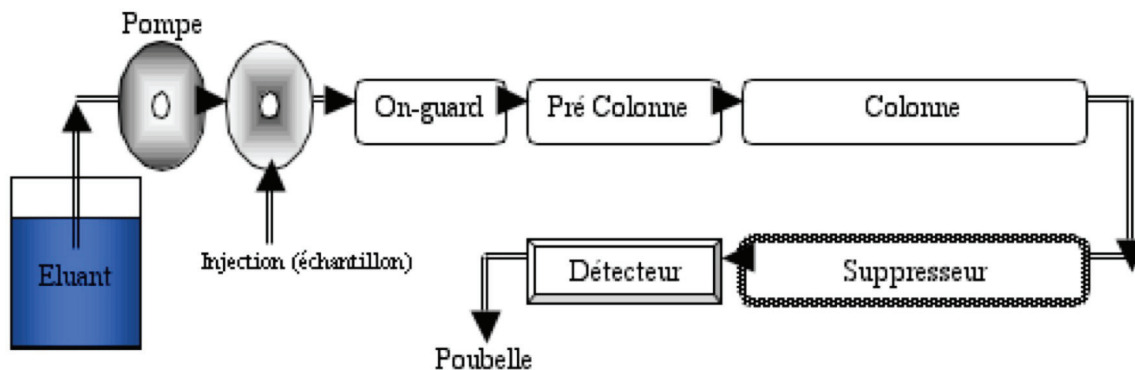 Pompe
On-guard
Pré Colonne
Colonne
Eluant
Injection (échantillon)
Détecteur
Suppresseur
Poubelle